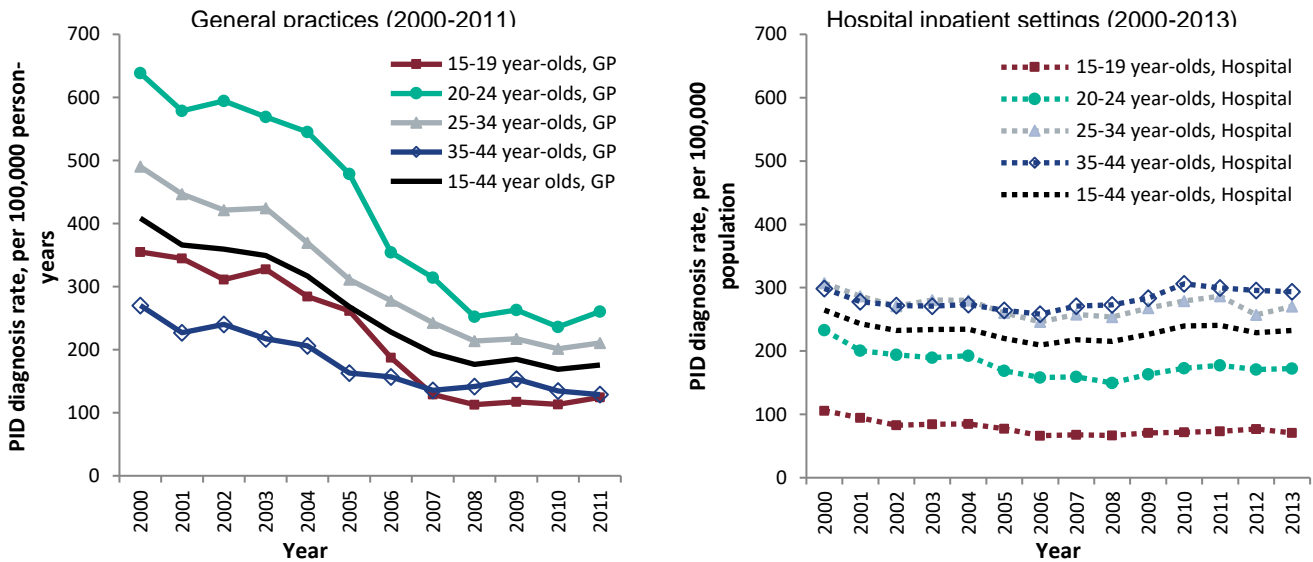 General practices (2000-2011)
PID diagnosis rate, per 100,000 person-
years
700
600
500
400
300
200
100
0
15-19 year-olds, GP
20-24 year-olds, GP
25-34 year-olds, GP
35-44 year-olds, GP
15-44 year olds, GP
2000
2001
2002
2003
2004
2005
2006
2007
2008
2009
2010
2011
Year
Hospital inpatient settings (2000-2013)
PID diagnosis rate, per 100,000
population
700
600
500
400
300
200
100
0
15-19 year-olds, Hospital
20-24 year-olds, Hospital
25-34 year-olds, Hospital
35-44 year-olds, Hospital
15-44 year-olds, Hospital
2000
2001
2002
2003
2004
2005
2006
2007
2008
2009
2010
2011
2012
2013
Year